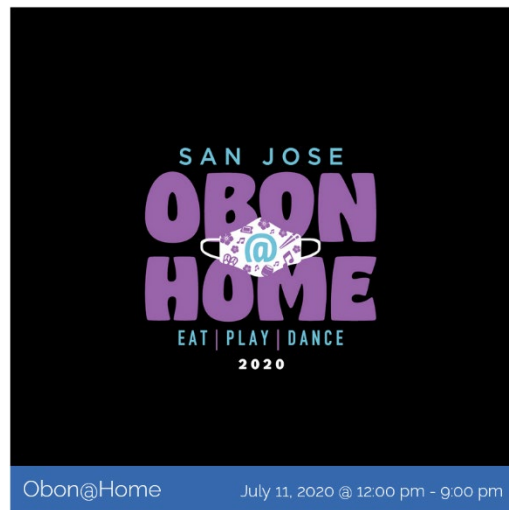 SAN JOSE
OBON
@
HOME
EAT | PLAY | DANCE
2020
Obon@Home July 11, 2020 @ 12:00 pm - 9:00 pm